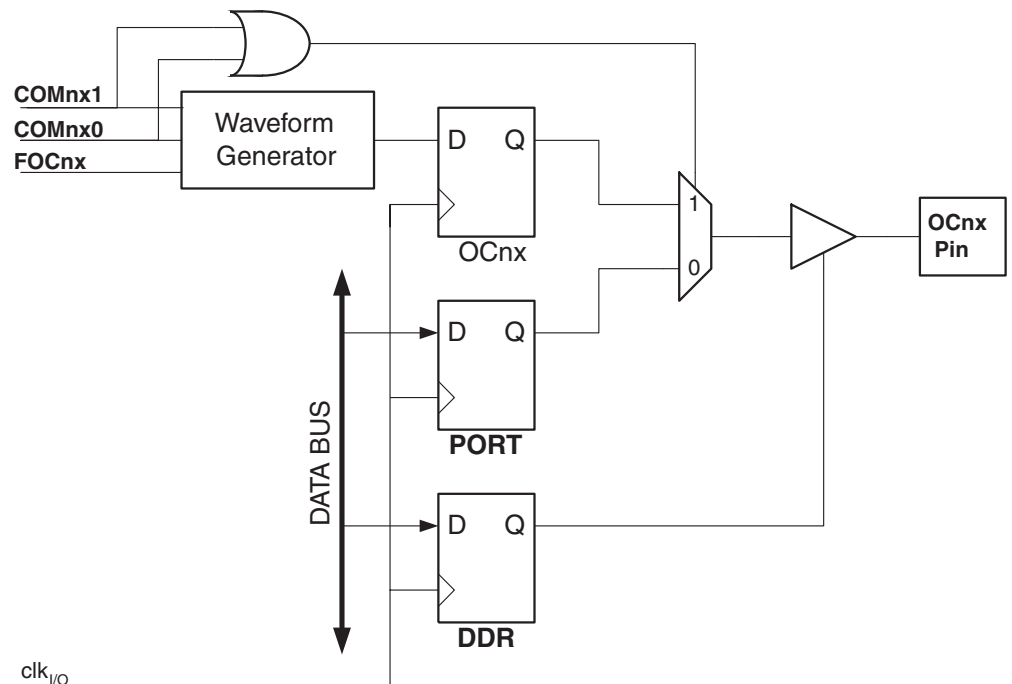 COMnx1
COMnx0
FOCnx
Waveform
Generator
D Q
OCnx
1
0
OCnx
Pin
D Q
PORT
DATA BUS
D Q
DDR
clkI/O